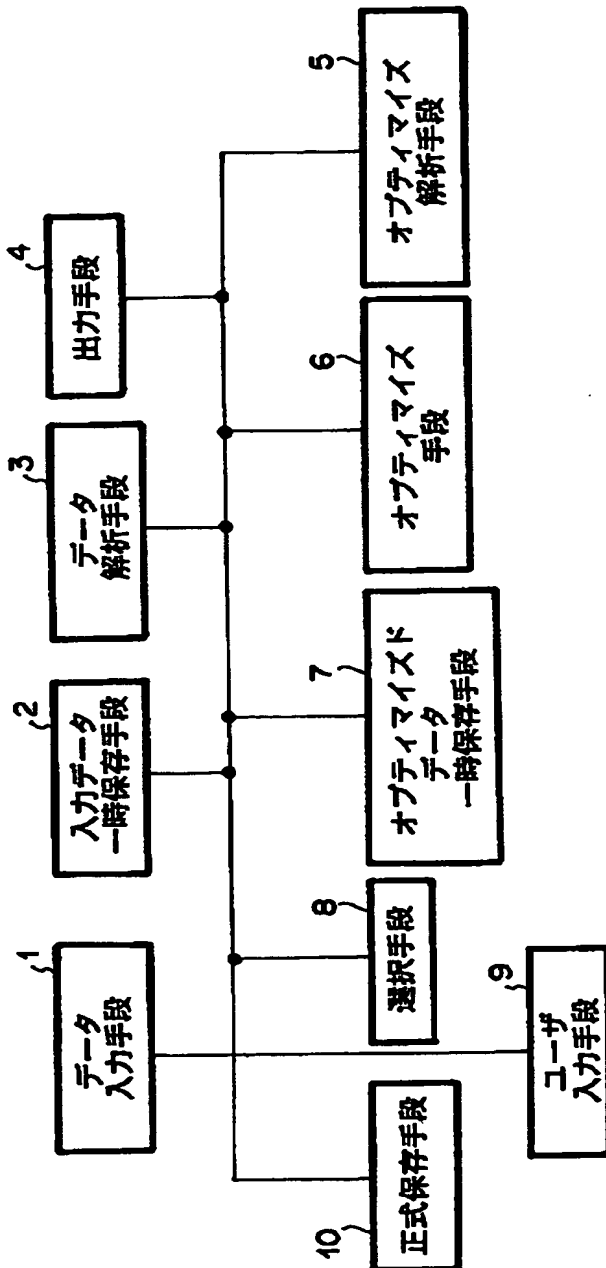 1
データ
入力手段
2
入力データ
一時保存手段
3
データ
解析手段
4
出力手段
10
正式保存手段
9
ユーザ
入力手段
8
選択手段
7
オプティマイズド
データ
一時保存手段
6
オプティマイズ
手段
5
オプティマイズ
解析手段